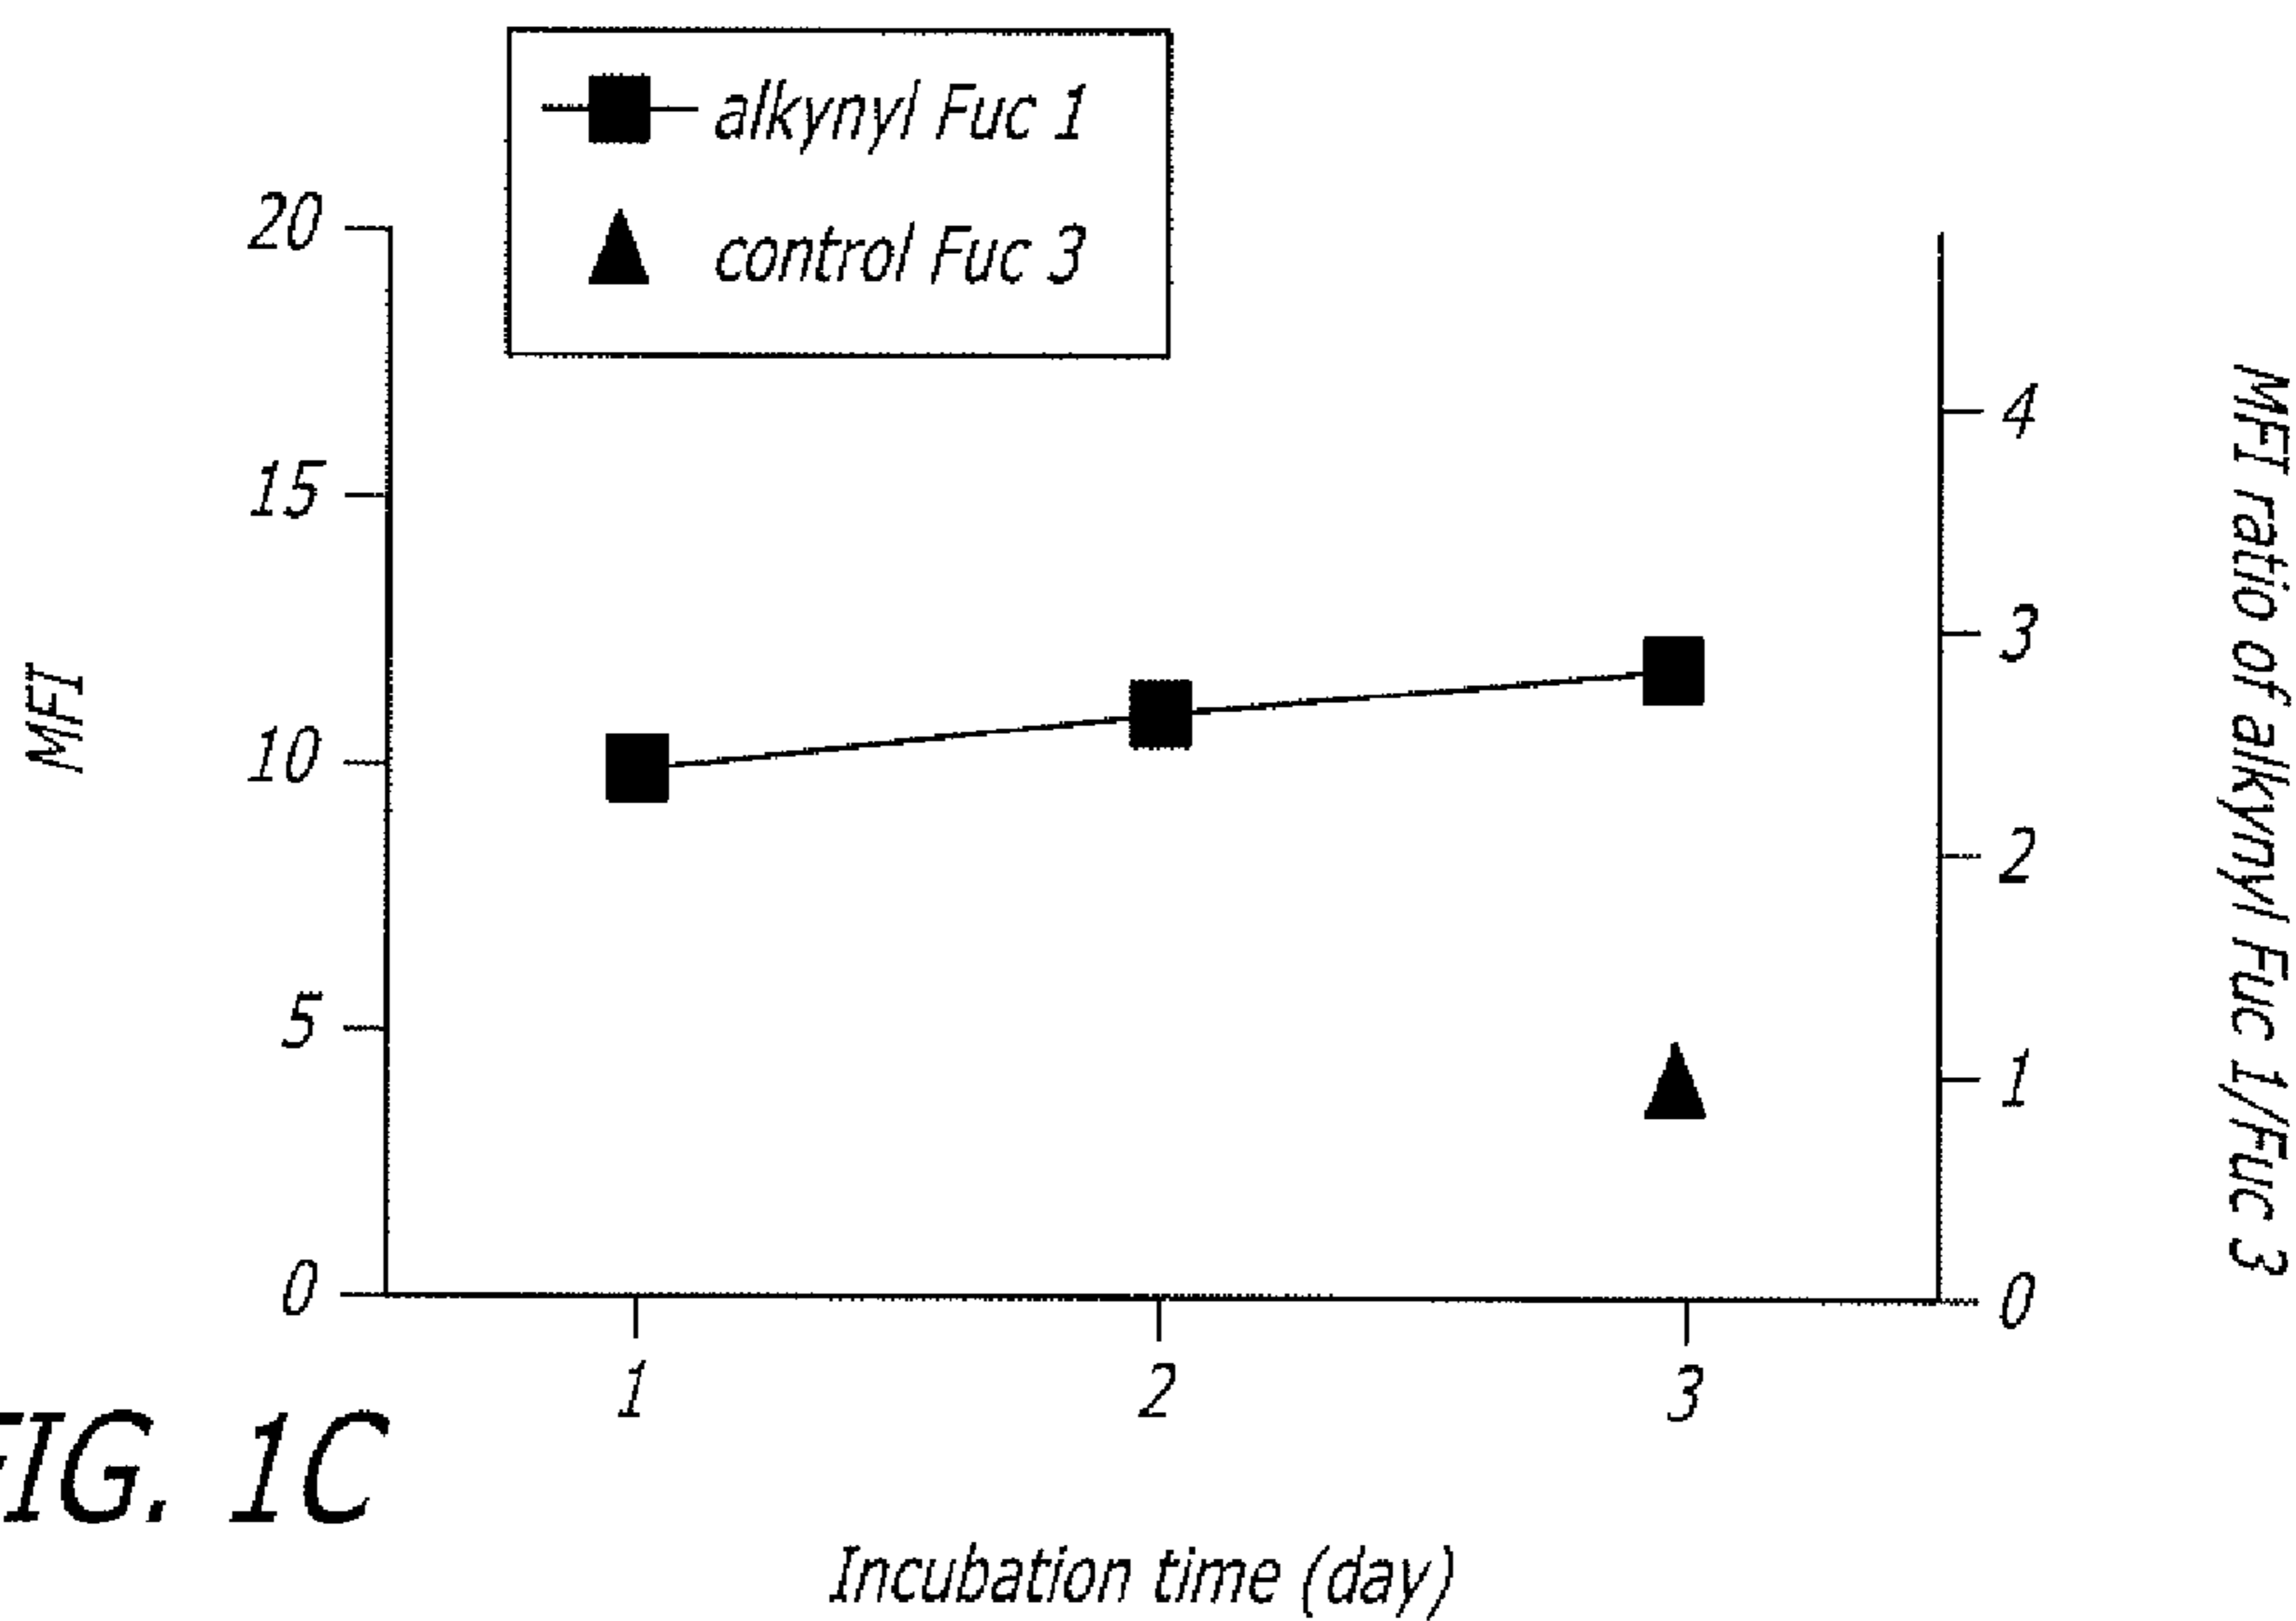 alkynyl Fuc 1
control Fuc 3
20
15
10
5
0
MFI
4
3
2
1
0
MFI ratio of alkynyl Fuc 1/Fuc 3
1 2 3
FIG. 1C
Incubation time (day)